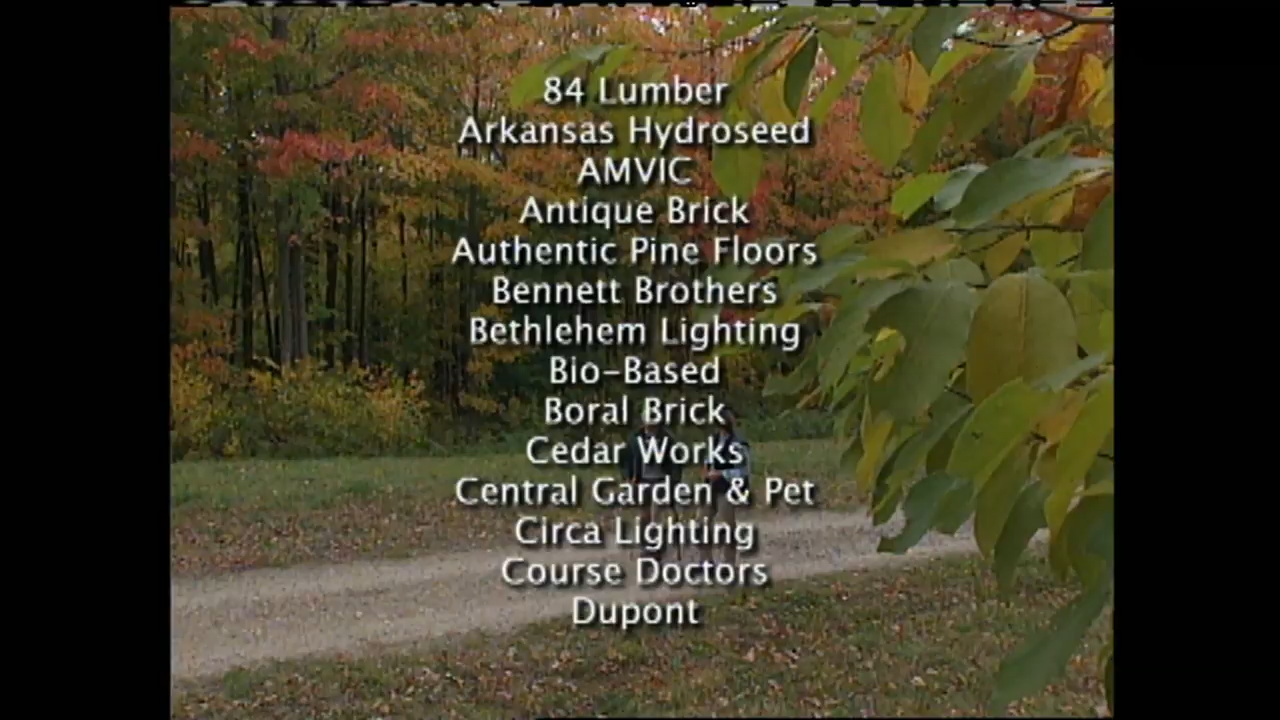 84 Lumber
Arkansas Hydroseed
AMVIC
Antique Brick
Authentic Pine Floors
Bennett Brothers
Bethlehem Lighting
Bio-Based
Boral Brick
Cedar Works
Central Garden & Pet
Circa Lighting
Course Doctors
Dupont